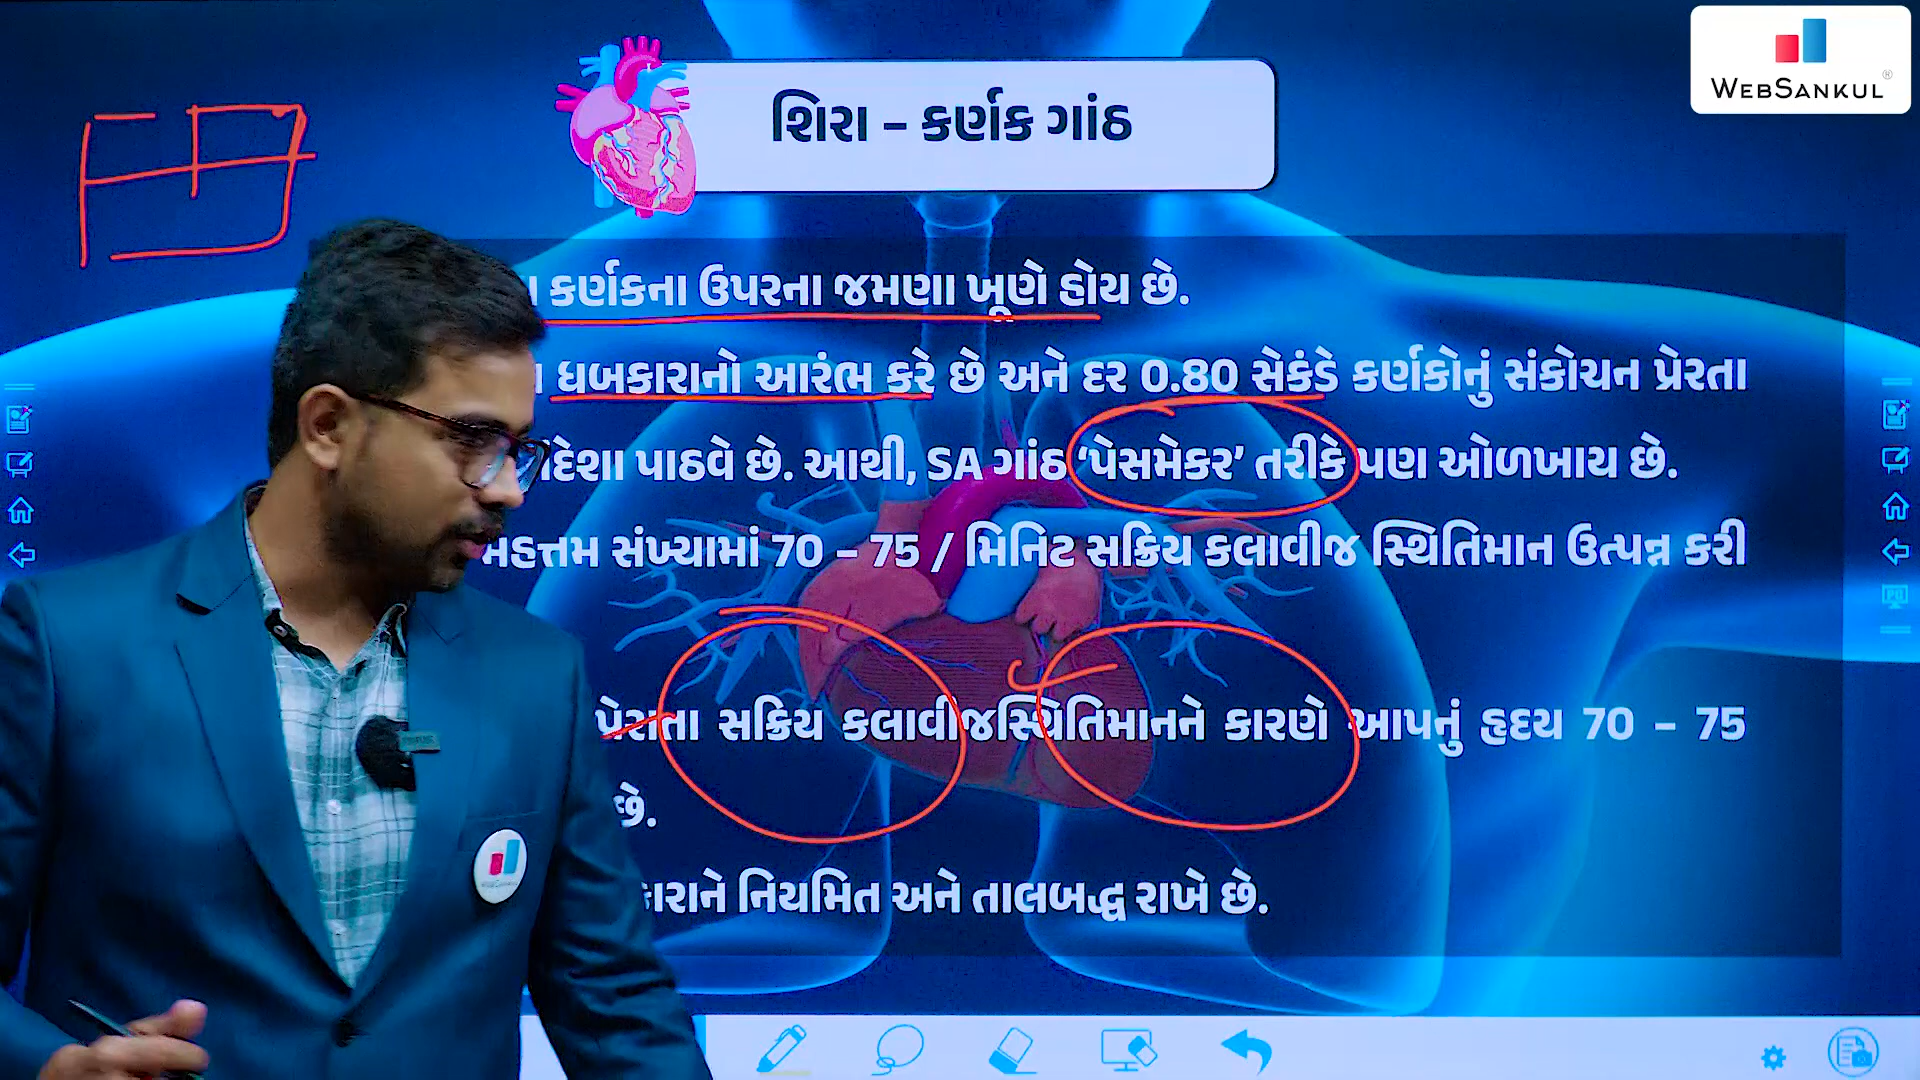 WEBSANKUL®
શિરા – કર્ણક ગાંઠ
કર્ણકના ઉપરના જમણા ખૂણે હોય છે.
ધબકારાનો આરંભ કરે છે અને દર 0.80 સેકંડે કર્ણકોનું સંકોચન પ્રેરતા
પાઠવે છે. આથી, SA ગાંઠ ‘પેસમેકર’ તરીકે પણ ઓળખાય છે.
મહત્તમ સંખ્યામાં 70 – 75 / મિનિટ સક્રિય કલાવીજ સ્થિતિમાન ઉત્પન્ન કરી
પ્રેરાતા સક્રિય કલાવીજસ્થિતિમાનને કારણે આપનું હૃદય 70 – 75
છે.
નિયમિત અને તાલબદ્ધ રાખે છે.